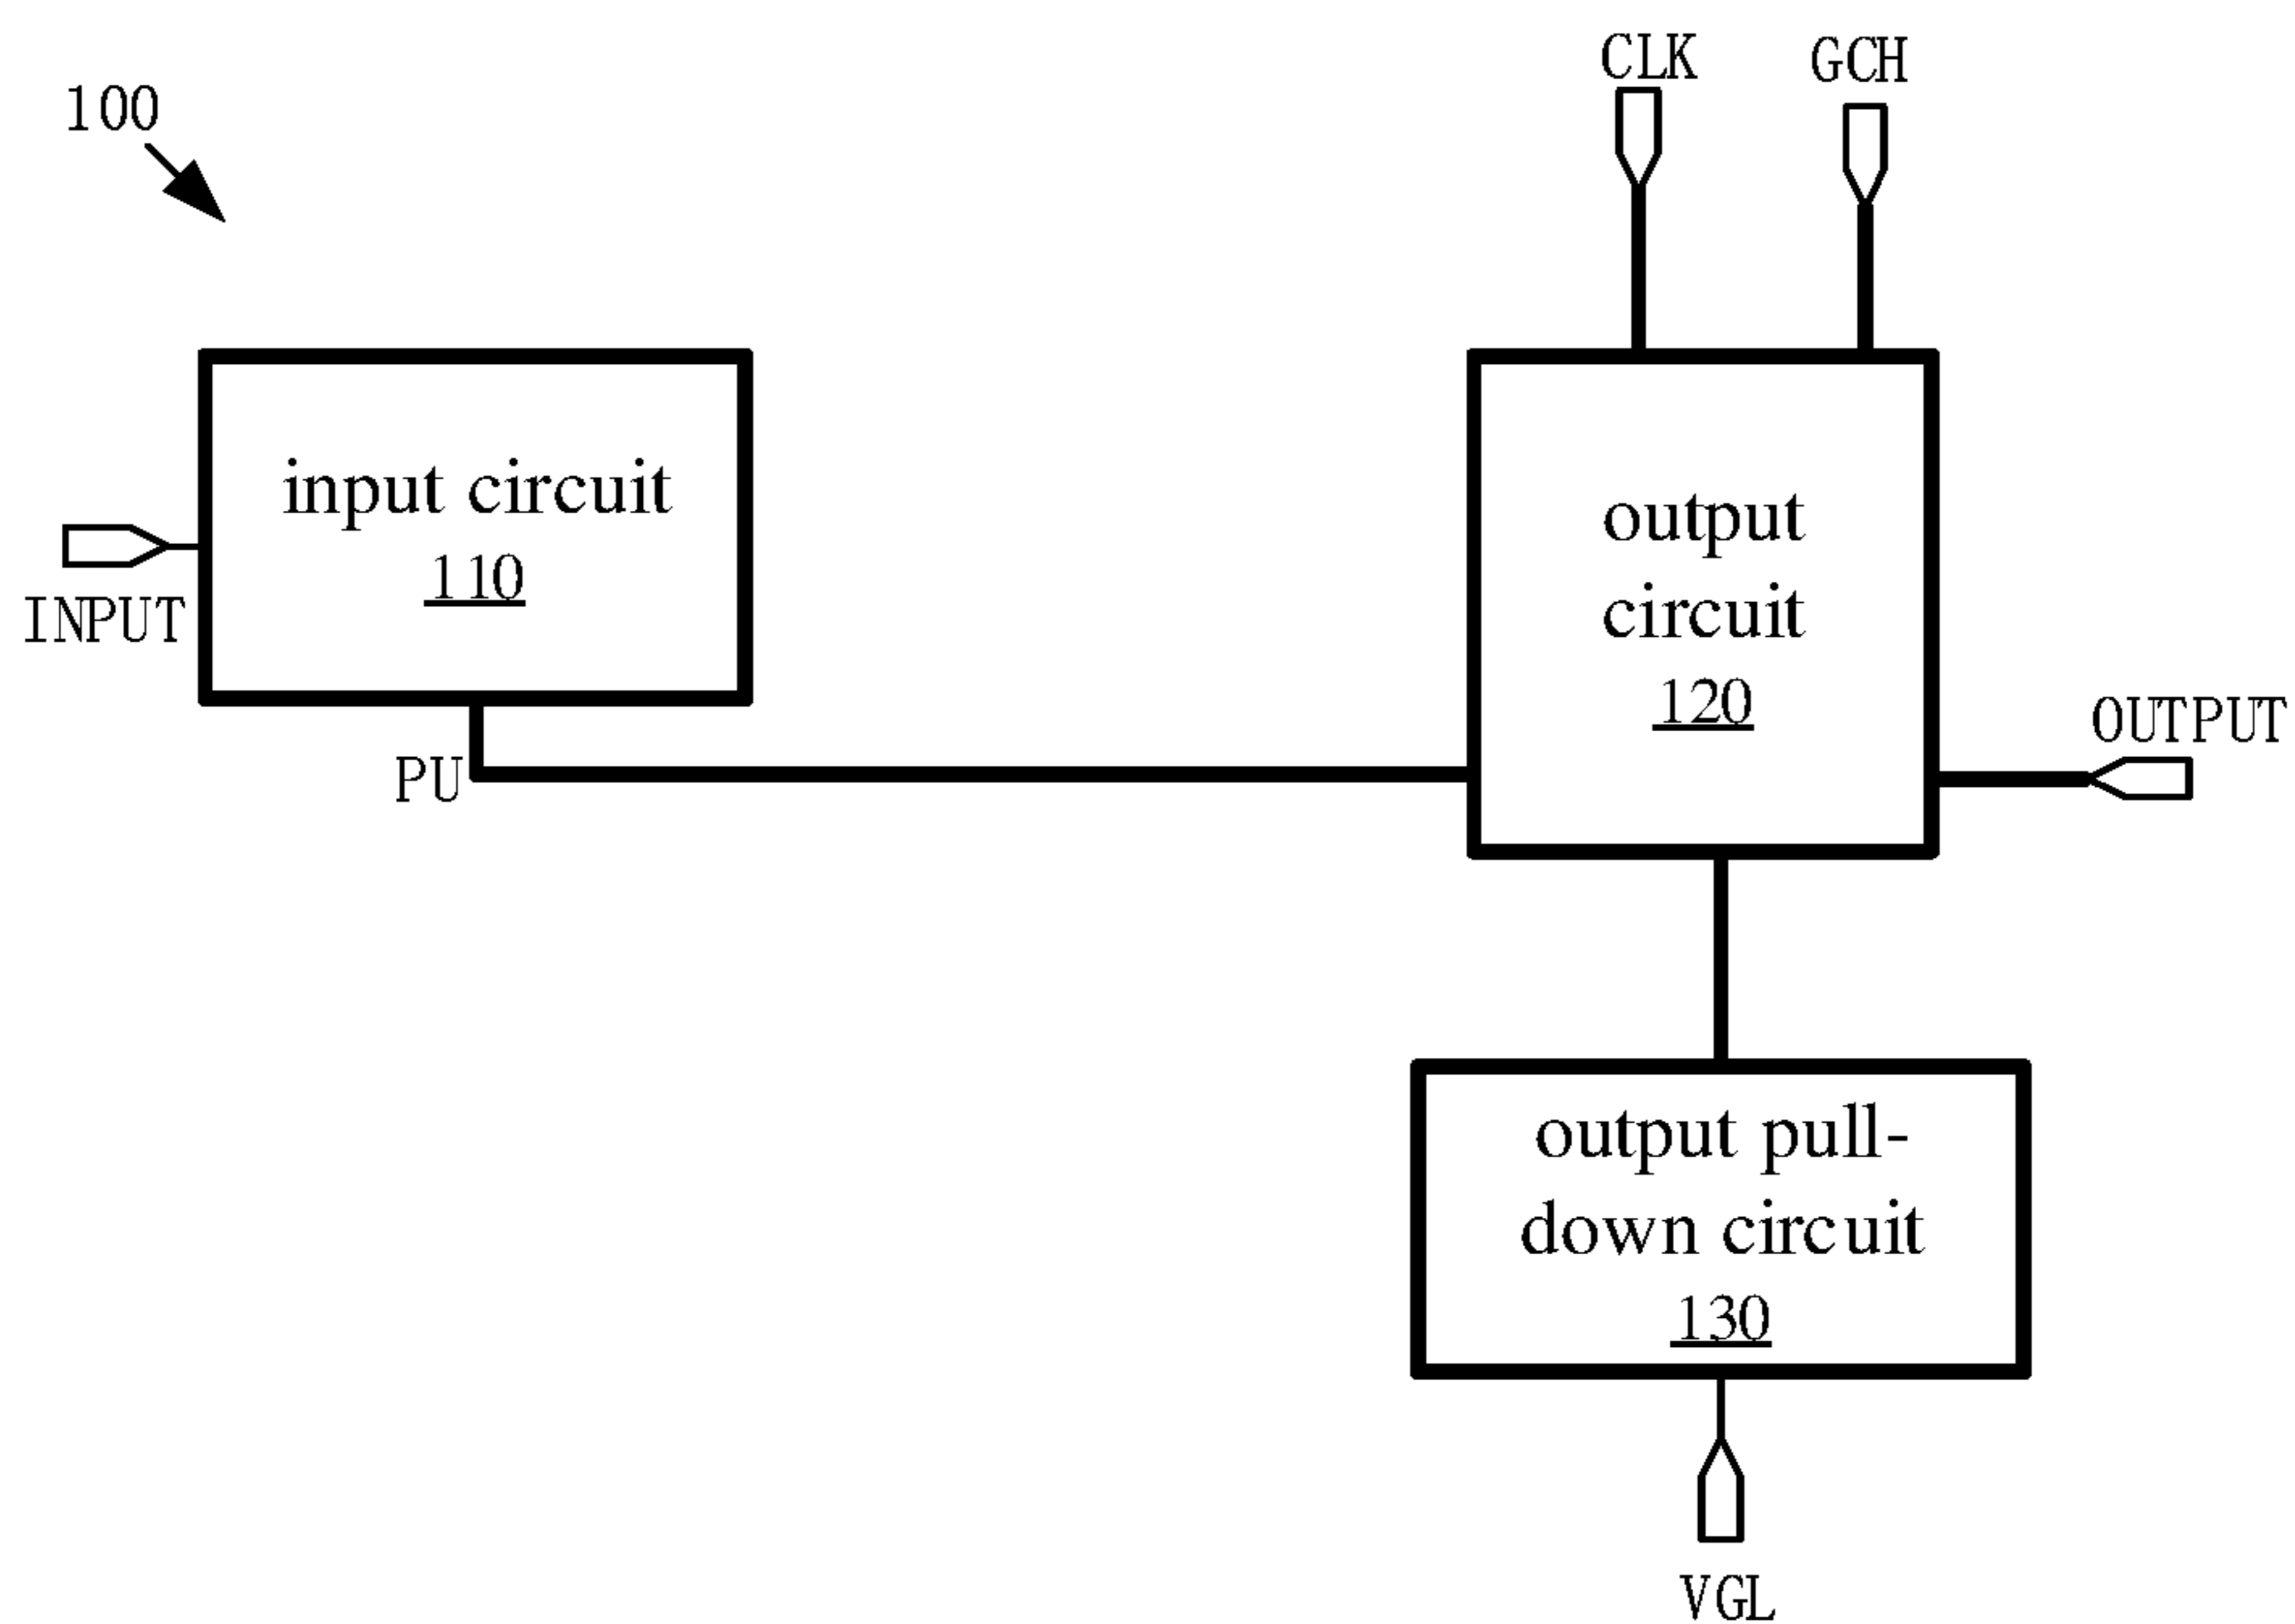 100
CLK
GCH
input circuit
110
INPUT
PU
output
circuit
120
OUTPUT
output pull-
down circuit
130
VGL